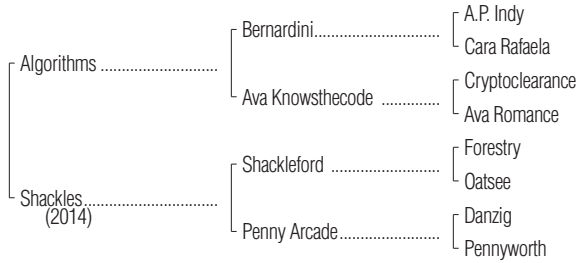 A.P. Indy
Bernardini
Cara Rafaela
Algorithms
Cryptoclearance
Ava Knowsthecode
Ava Romance
Forestry
Shackleford
Oatsee
Shackles
(2014)
Danzig
Penny Arcade
Pennyworth